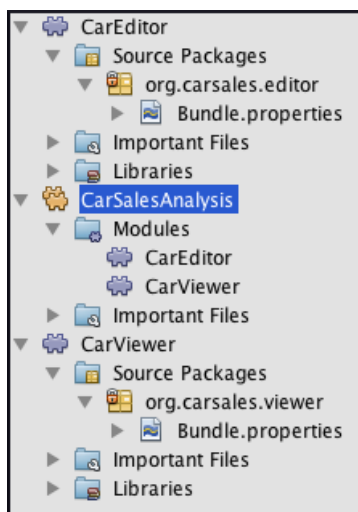 CarEditor
Source Packages
org.carsales.editor
Bundle.properties
Important Files
Libraries
CarSalesAnalysis
Modules
CarEditor
CarViewer
Important Files
CarViewer
Source Packages
org.carsales.viewer
Bundle.properties
Important Files
Libraries